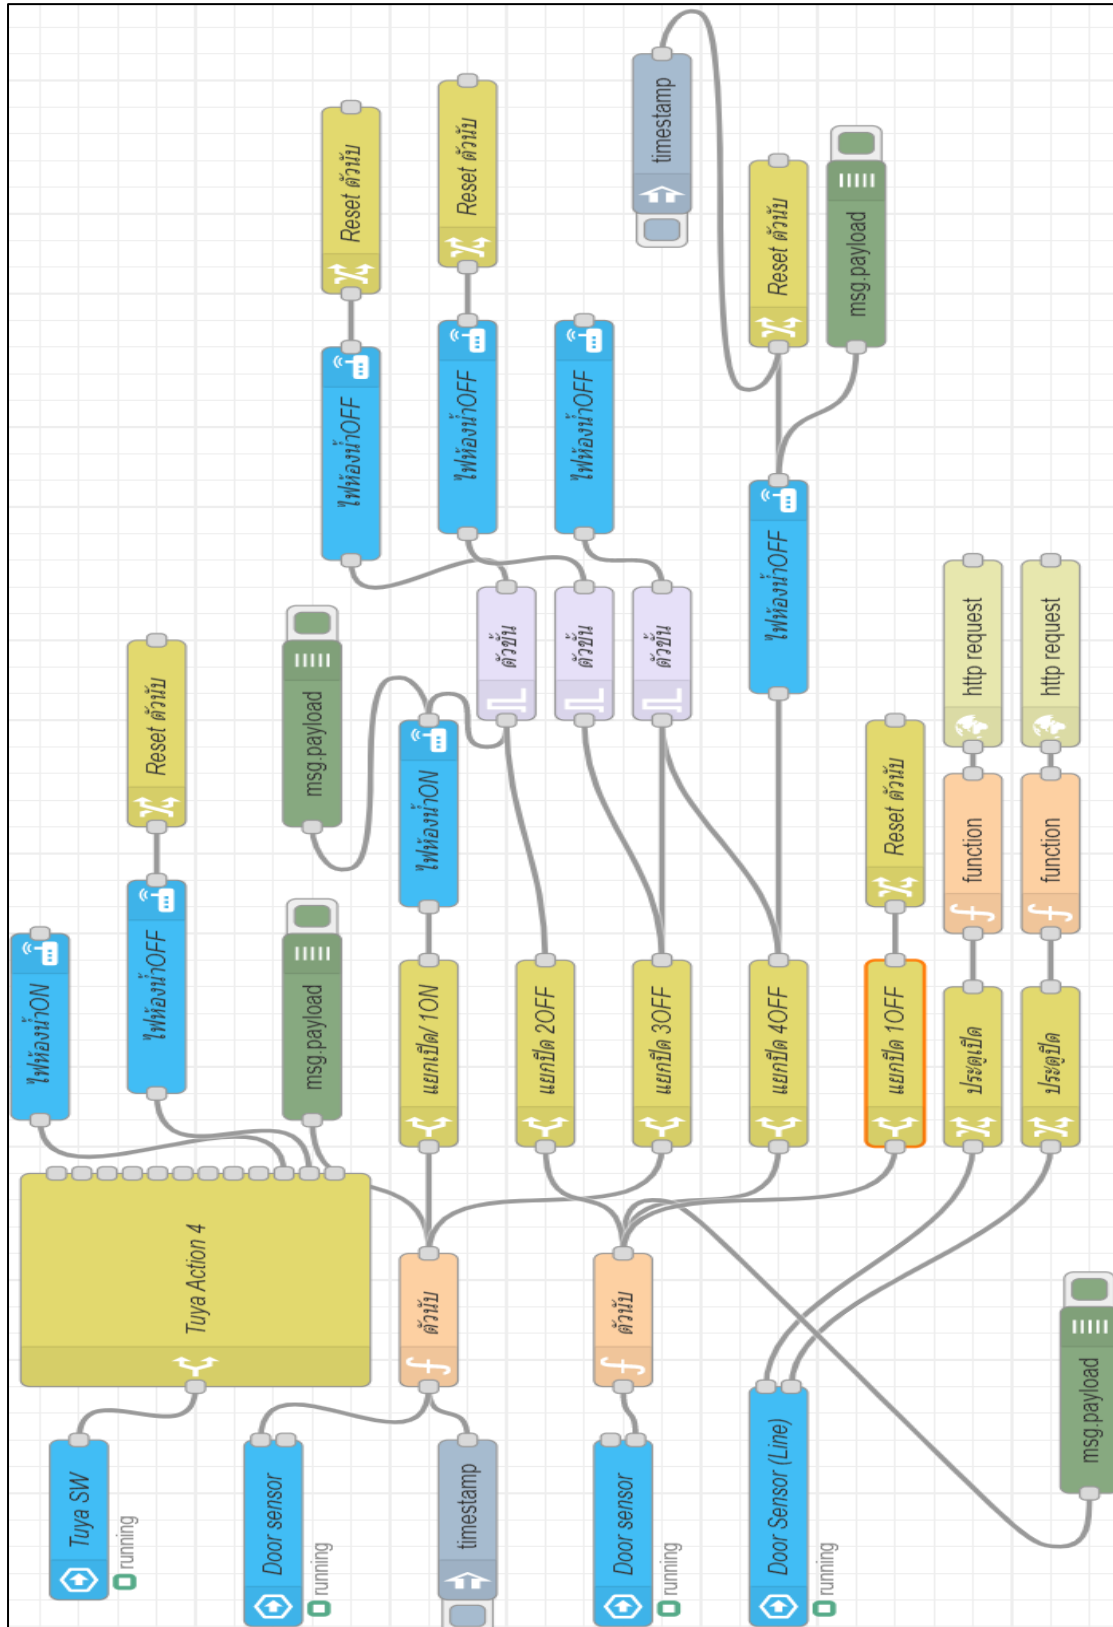 ไฟห้องน้ำON
Tuya SW
running
ไฟห้องน้ำOFF
Reset ตัวนับ
Tuya Action 4
Door sensor
running
msg.payload
msg.payload
ไฟห้องน้ำOFF
Reset ตัวนับ
ตัวนับ
แยกเปิด/ 1ON
ไฟห้องน้ำON
timestamp
ไฟห้องน้ำOFF
Reset ตัวนับ
ตัวขั้น
แยกปิด 2OFF
ตัวขั้น
ไฟห้องน้ำOFF
Door sensor
running
ตัวนับ
แยกปิด 3OFF
ตัวขั้น
timestamp
Door Sensor (Line)
running
แยกปิด 4OFF
ไฟห้องน้ำOFF
Reset ตัวนับ
msg.payload
แยกปิด 1OFF
Reset ตัวนับ
ประตูเปิด
function
http request
ประตูปิด
function
http request
msg.payload